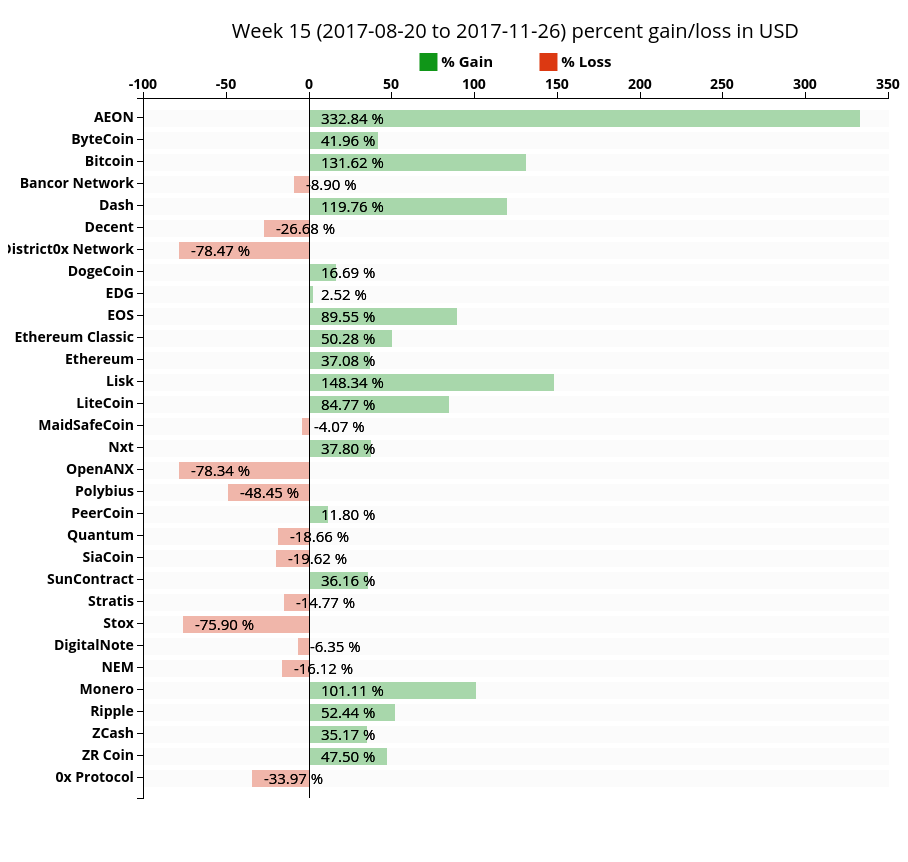 Week 15 (2017-08-20 to 2017-11-26) percent gain/loss in USD
% Gain % Loss
-100 -50 0 50 100 150 200 250 300 350
AEON 332.84 %
ByteCoin 41.96 %
Bitcoin 131.62 %
Bancor Network -8.90 %
Dash 119.76 %
Decent -26.68 %
District0x Network -78.47 %
DogeCoin 16.69 %
EDG 2.52 %
EOS 89.55 %
Ethereum Classic 50.28 %
Ethereum 37.08 %
Lisk 148.34 %
LiteCoin 84.77 %
MaidSafeCoin -4.07 %
Nxt 37.80 %
OpenANX -78.34 %
Polybius -48.45 %
PeerCoin 11.80 %
Quantum -18.66 %
SiaCoin -19.62 %
SunContract 36.16 %
Stratis -14.77 %
Stox -75.90 %
DigitalNote -6.35 %
NEM -16.12 %
Monero 101.11 %
Ripple 52.44 %
ZCash 35.17 %
ZR Coin 47.50 %
0x Protocol -33.97 %